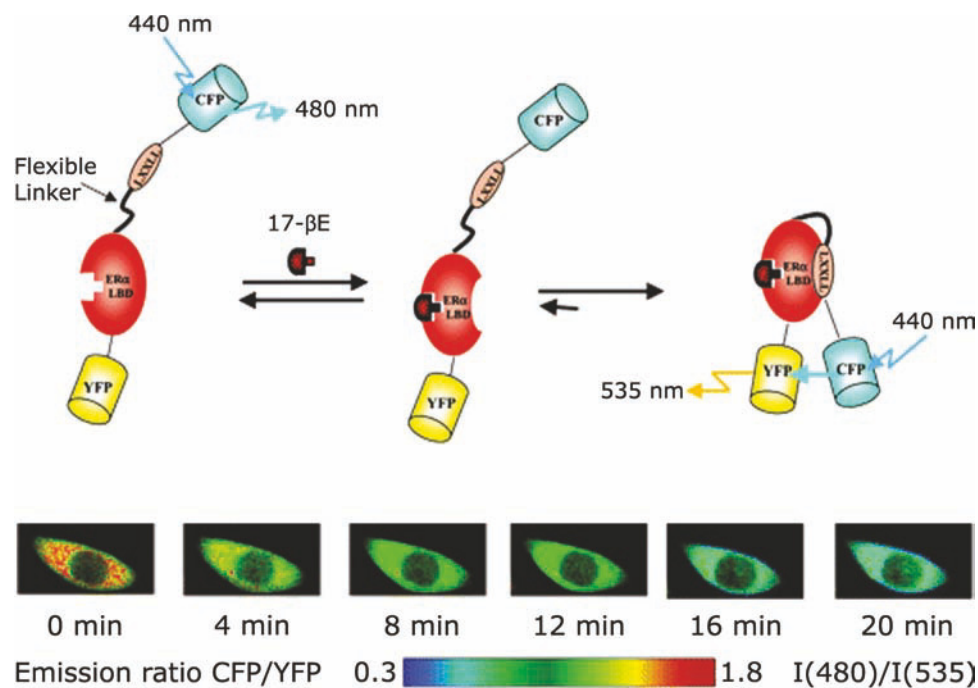 440 nm
CFP
480 nm
LXXLL
Flexible
Linker
ERα
LBD
YFP
17-βE
CFP
LXXLL
ERα
LBD
YFP
ERα
LBD
LXXLL
440 nm
YFP
CFP
535 nm
0 min
4 min
8 min
12 min
16 min
20 min
Emission ratio CFP/YFP 0.3 1.8 I(480)/I(535)